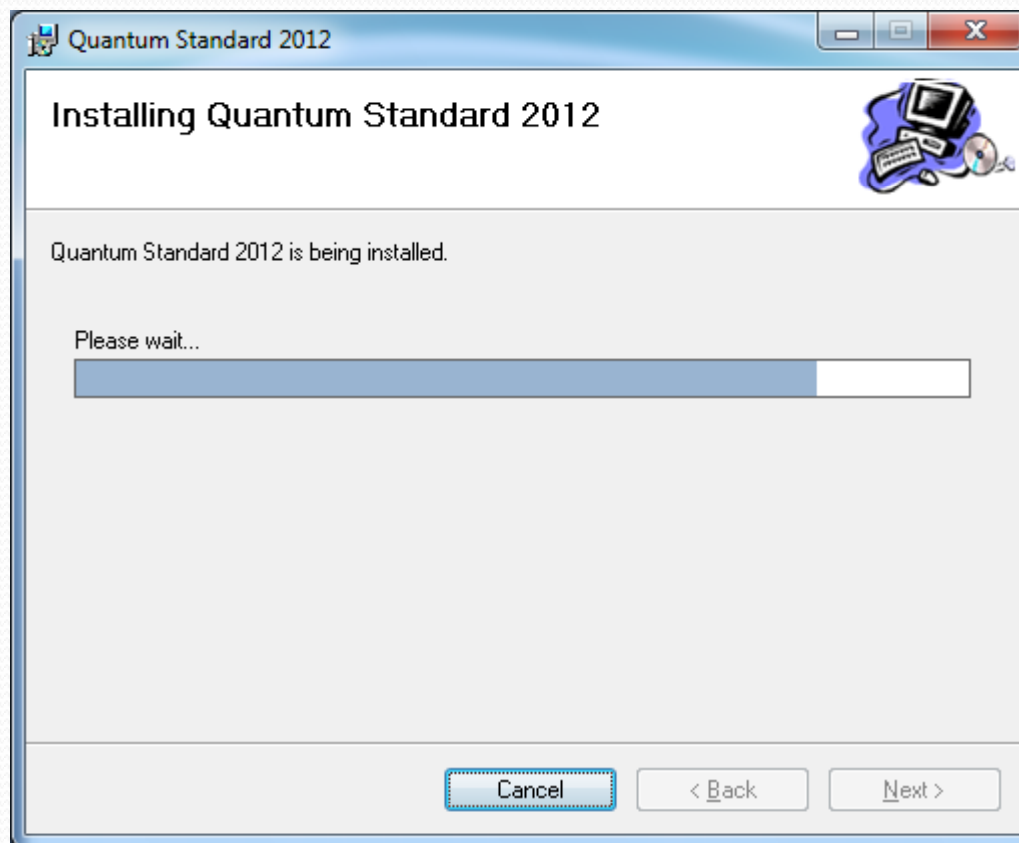 Quantum Standard 2012
Installing Quantum Standard 2012
Quantum Standard 2012 is being installed.
Please wait...
Cancel
< Back
Next >